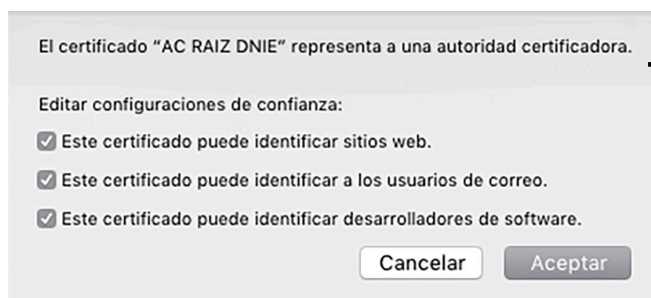 El certificado “AC RAIZ DNIE” representa a una autoridad certificadora.
Editar configuraciones de confianza:
Este certificado puede identificar sitios web.
Este certificado puede identificar a los usuarios de correo.
Este certificado puede identificar desarrolladores de software.
Cancelar Aceptar